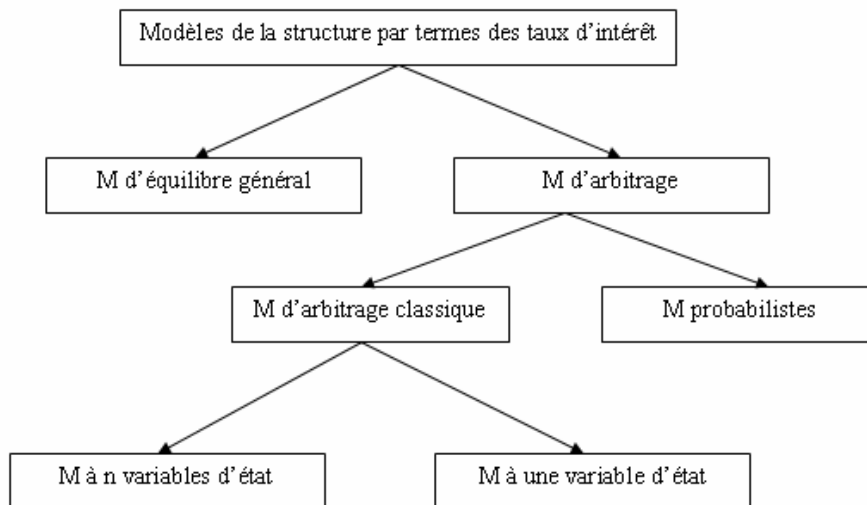 Modèles de la structure par termes des taux d'intérêt
M d'équilibre général
M d'arbitrage
M d'arbitrage classique
M probabilistes
M à n variables d'état
M à une variable d'état